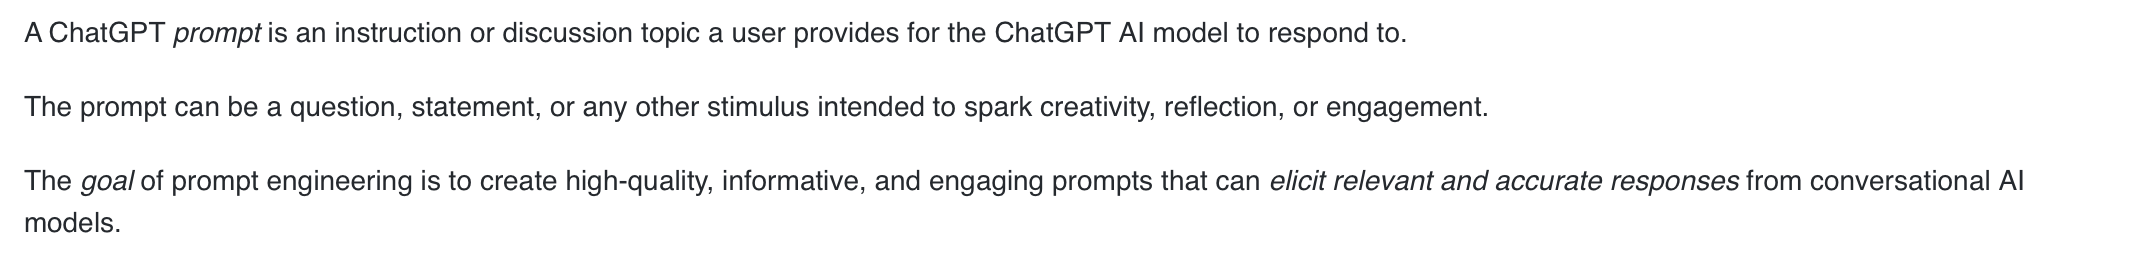 A ChatGPT prompt is an instruction or discussion topic a user provides for the ChatGPT AI model to respond to.
The prompt can be a question, statement, or any other stimulus intended to spark creativity, reflection, or engagement.
The goal of prompt engineering is to create high-quality, informative, and engaging prompts that can elicit relevant and accurate responses from conversational AI
models.